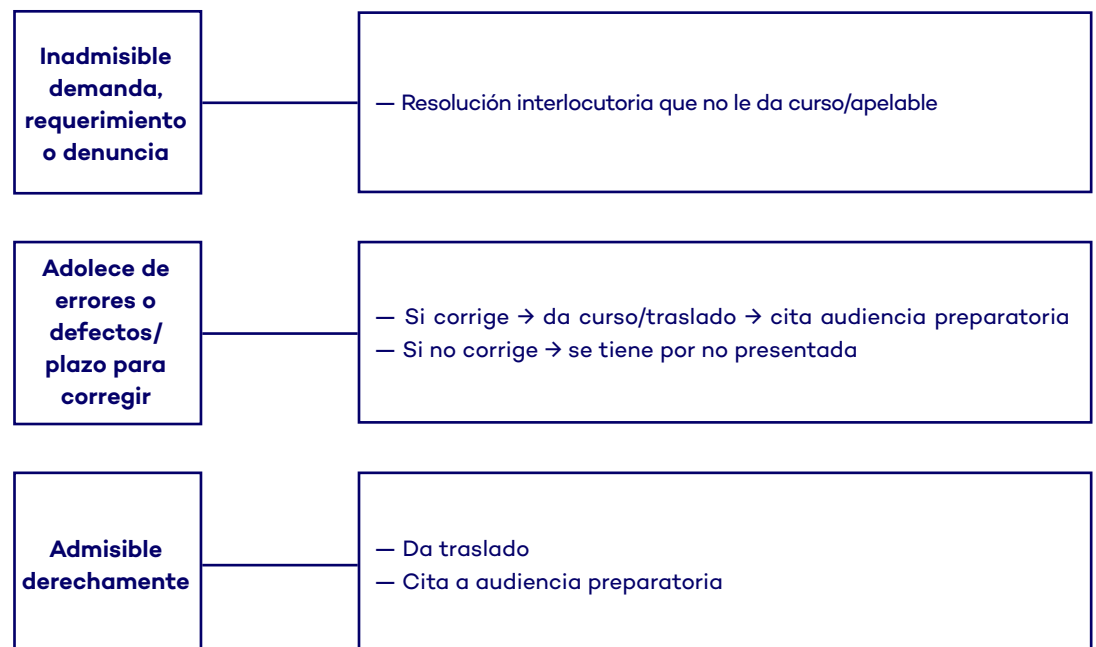 Inadmisible
demanda,
requerimiento
o denuncia
— Resolución interlocutoria que no le da curso/apelable
Adolece de
errores o
defectos/
plazo para
corregir
— Si corrige → da curso/traslado → cita audiencia preparatoria
— Si no corrige → se tiene por no presentada
Admisible
derechamente
— Da traslado
— Cita a audiencia preparatoria